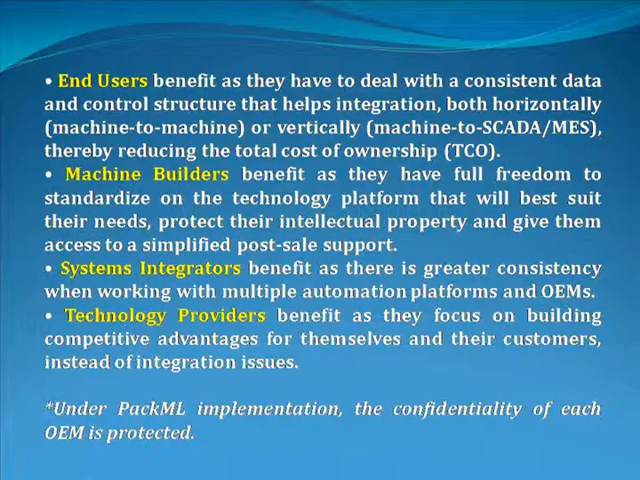 • End Users benefit as they have to deal with a consistent data
and control structure that helps integration, both horizontally
(machine-to-machine) or vertically (machine-to-SCADA/MES),
thereby reducing the total cost of ownership (TCO).
• Machine Builders benefit as they have full freedom to
standardize on the technology platform that will best suit
their needs, protect their intellectual property and give them
access to a simplified post-sale support.
• Systems Integrators benefit as there is greater consistency
when working with multiple automation platforms and OEMs.
• Technology Providers benefit as they focus on building
competitive advantages for themselves and their customers,
instead of integration issues.
*Under PackML implementation, the confidentiality of each
OEM is protected.